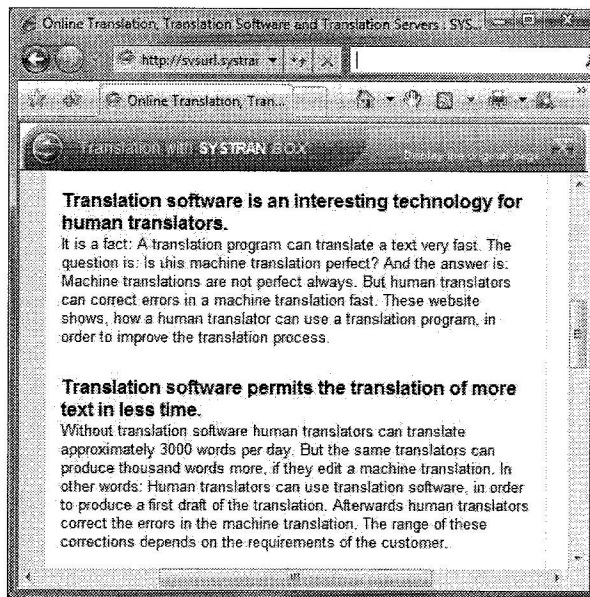 Online Translation, Translation Software and Translation Servers : SYS...
http://sysurl.systrar
Online Translation, Tran...
Translation with SYSTRAN BOX
Display the original page
Translation software is an interesting technology for
human translators.
It is a fact: A translation program can translate a text very fast. The
question is: Is this machine translation perfect? And the answer is:
Machine translations are not perfect always. But human translators
can correct errors in a machine translation fast. These website
shows, how a human translator can use a translation program, in
order to improve the translation process.
Translation software permits the translation of more
text in less time.
Without translation software human translators can translate
approximately 3000 words per day. But the same translators can
produce thousand words more, if they edit a machine translation. In
other words: Human translators can use translation software, in order
to produce a first draft of the translation. Afterwards human translators
correct the errors in the machine translation. The range of these
corrections depends on the requirements of the customer.